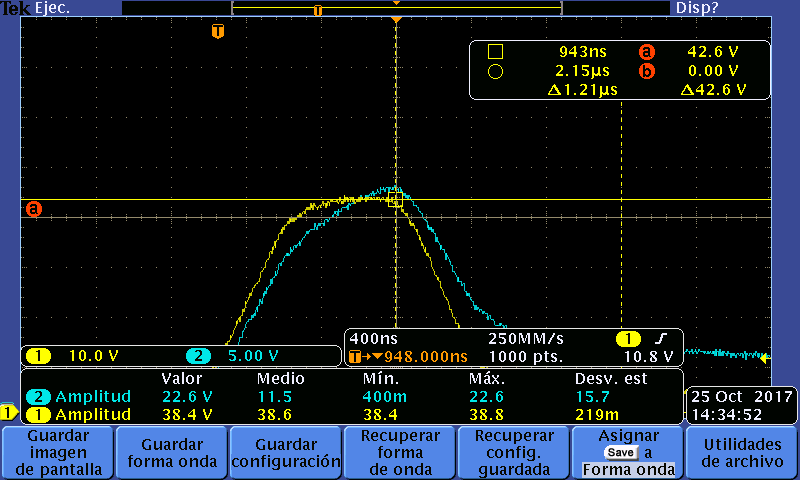 Tek Ejec. Disp?
T
T
943ns a 42.6 V
2.15µs b 0.00 V
Δ1.21µs Δ42.6 V
a
1 10.0 V 2 5.00 V
400ns 250MM/s 1 10.8 V
T→▼948.000ns 1000 pts.
Valor Medio Mín. Máx. Desv. est
2 Amplitud 22.6 V 11.5 400m 22.6 15.7
1 Amplitud 38.4 V 38.6 38.4 38.8 219m
1
25 Oct 2017
14:34:52
Guardar
imagen
de pantalla
Guardar
forma onda
Guardar
configuración
Recuperar
forma
de onda
Recuperar
config.
guardada
Asignar
Save a
Forma onda
Utilidades
de archivo